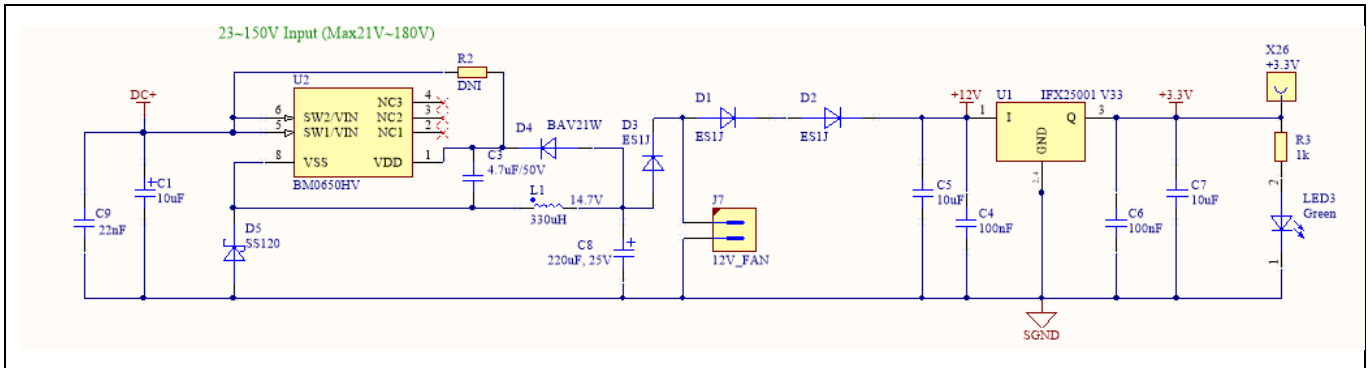 23~150V Input (Max21V~180V)
X26
+3.3V
R2
DNI
U2
DC+
NC3
4
6
SW2/VIN
NC2
3
5
SW1/VIN
NC1
2
8
VSS
VDD
1
BM0650HV
D4
BAV21W
D3
ES1J
D1
ES1J
D2
ES1J
+12V
U1
IFX25001 V33
1
I
Q
3
GND
2,4
+3.3V
R3
1k
C3
4.7uF/50V
C1
10uF
C9
22nF
L1
330uH
14.7V
D5
SS120
C8
220uF, 25V
J7
12V_FAN
C5
10uF
C4
100nF
C6
100nF
C7
10uF
2
LED3
Green
1
SGND